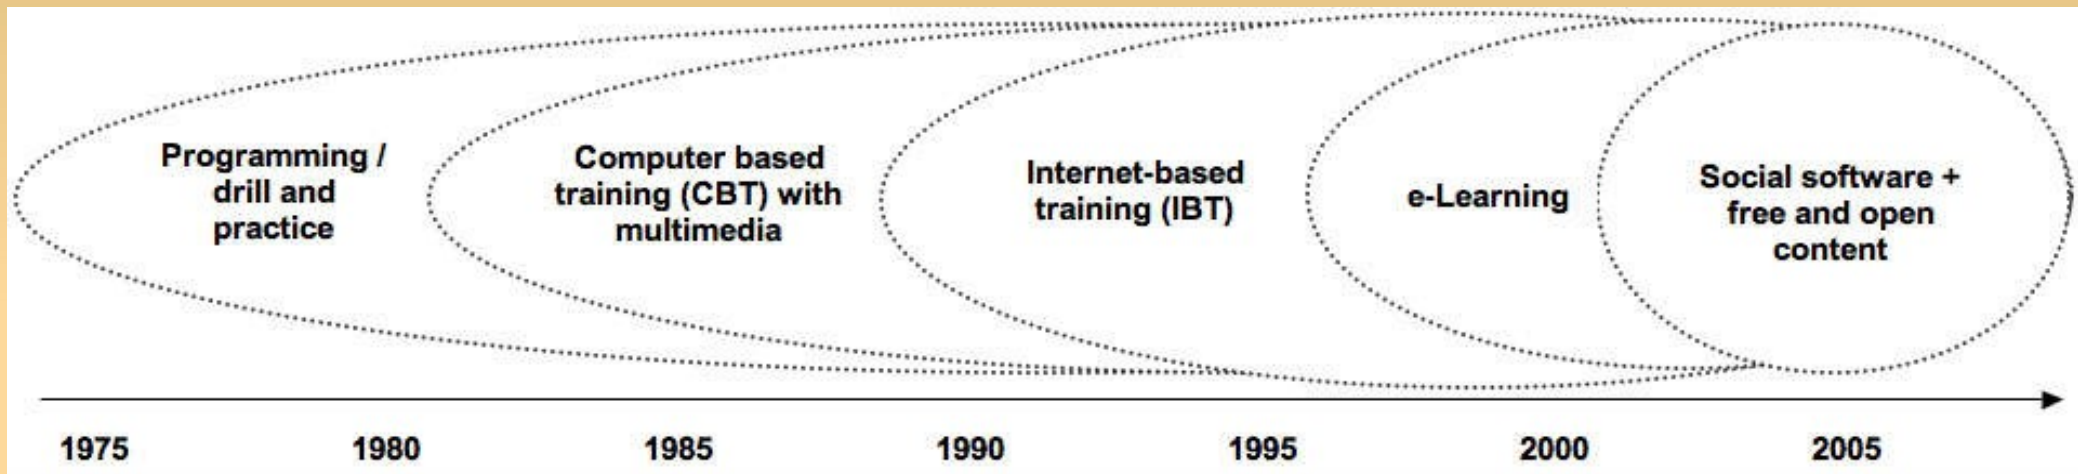 Programming /
drill and
practice
Computer based
training (CBT) with
multimedia
Internet-based
training (IBT)
e-Learning
Social software +
free and open
content
1975 1980 1985 1990 1995 2000 2005